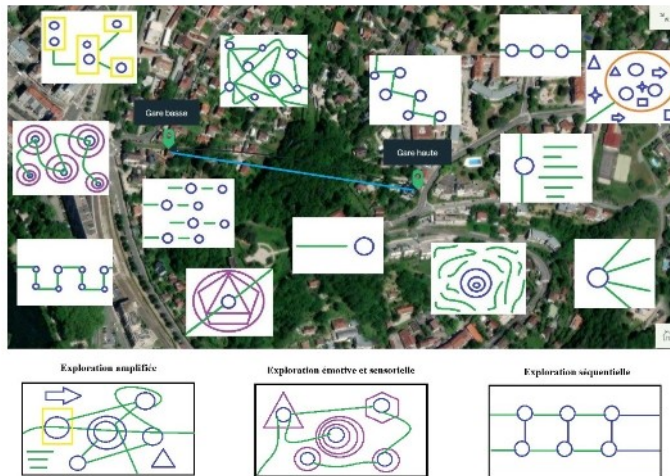 Gare basse
Gare haute
Exploration amplifiée
Exploration émotive et sensorielle
Exploration séquentielle